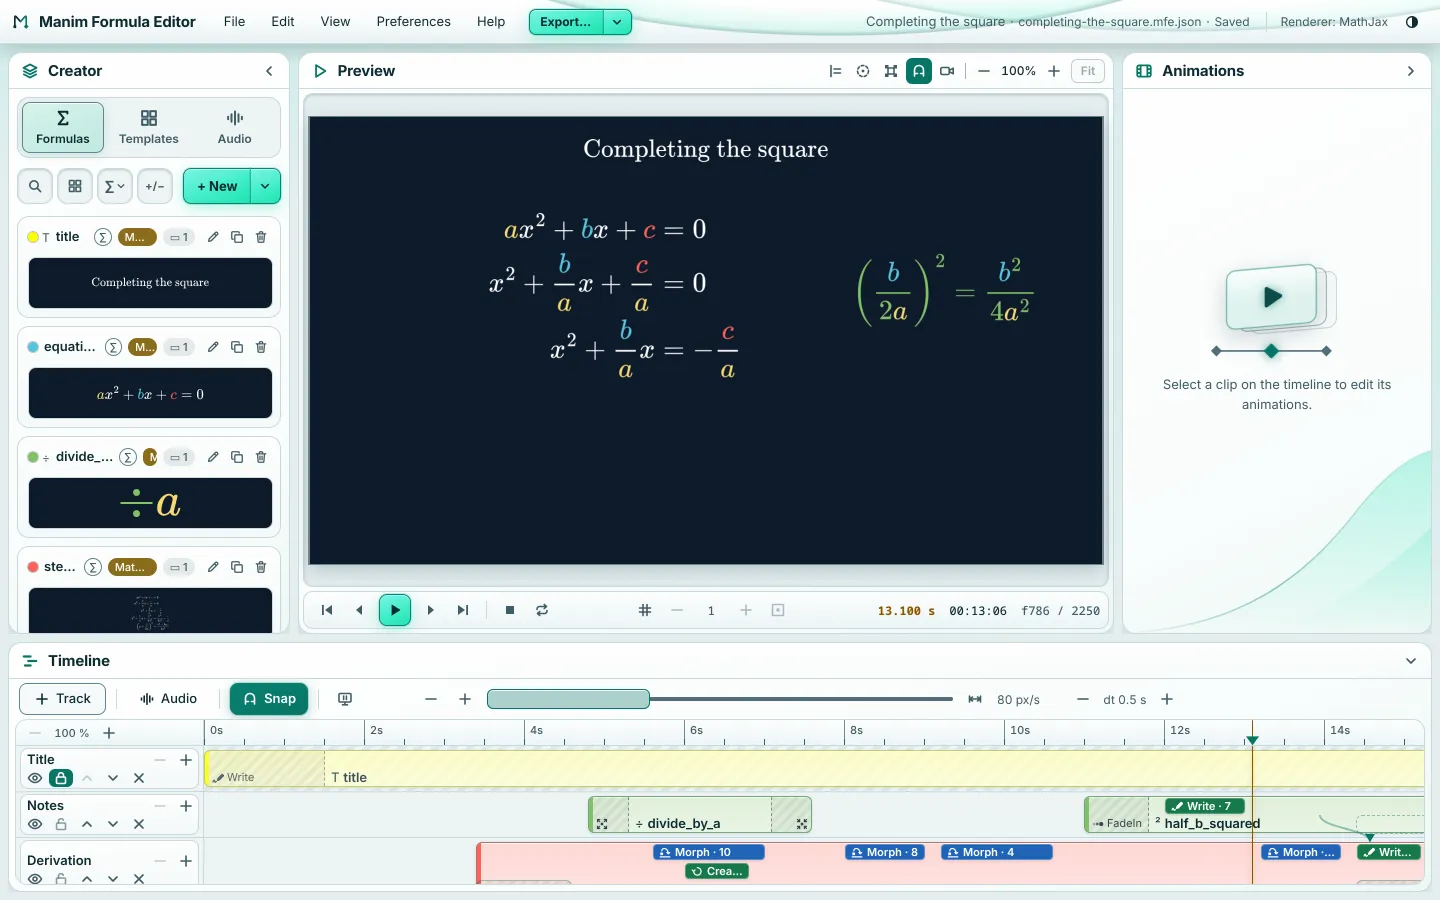 Manim Formula Editor File Edit View Preferences Help Export... Completing the square · completing-the-square.mfe.json · Saved Renderer: MathJax
Creator
Formulas Templates Audio
Σ +/− + New
T title Σ M... 1
Completing the square
equati... Σ M... 1
ax² + bx + c = 0
÷ divide_... Σ 1
÷a
ste... Σ Mat... 1
Preview 100% Fit
Completing the square
ax² + bx + c = 0
x² + b/a x + c/a = 0
x² + b/a x = − c/a
(b/2a)² = b²/4a²
1 13.100 s 00:13:06 f786 / 2250
Animations
Select a clip on the timeline to edit its
animations.
Timeline
+ Track Audio Snap 80 px/s dt 0.5 s
100 % 0s 2s 4s 6s 8s 10s 12s 14s
Title
Write T title
Notes
÷ divide_by_a FadeIn Write · 7 ² half_b_squared
Derivation
Morph · 10 Morph · 8 Morph · 4 Morph ·... Writ...
Crea...